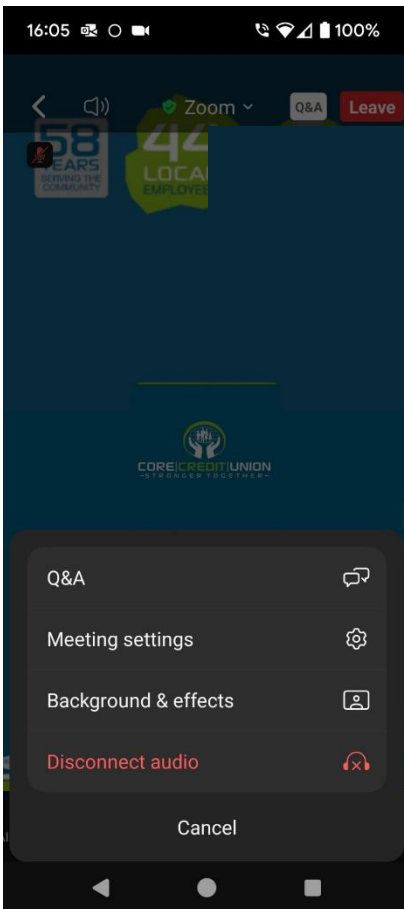 16:05
100%
Zoom
Q&A
Leave
58
YEARS
SERVING THE
COMMUNITY
44
LOCAL
CORE|CREDIT|UNION
~STRONGER TOGETHER~
Q&A
Meeting settings
Background & effects
Disconnect audio
Cancel